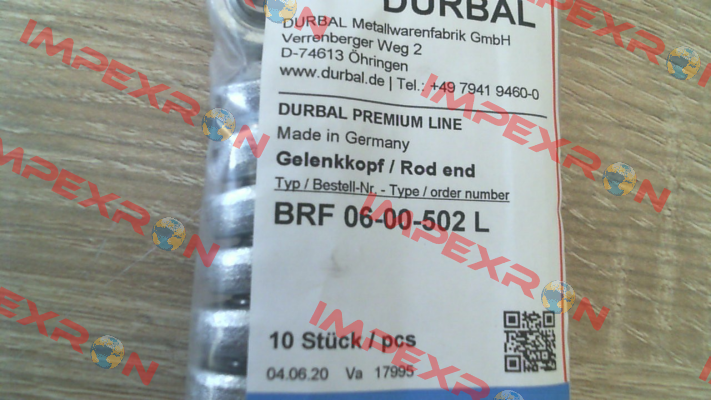 DURBAL
DURBAL Metallwarenfabrik GmbH
Verrenberger Weg 2
D-74613 Öhringen
www.durbal.de | Tel.: +49 7941 9460-0
DURBAL PREMIUM LINE
Made in Germany
Gelenkkopf / Rod end
Typ / Bestell-Nr. - Type / order number
BRF 06-00-502 L
10 Stück / pcs
04.06.20 Va 17995
IMPEXRON
IMPEXRON
IMPEXRON
IMPEXRON
IMPEXRON
IMPEXRON